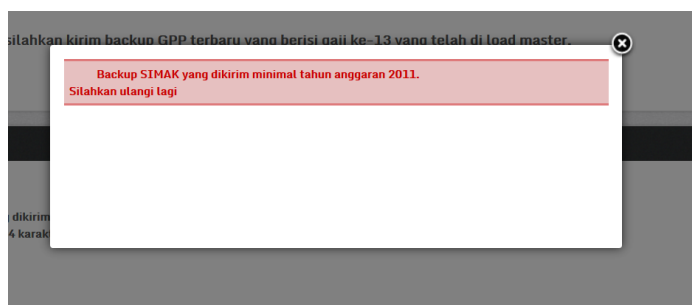 silahkan kirim backup GPP terbaru yang berisi gaji ke-13 yang telah di load master.
Backup SIMAK yang dikirim minimal tahun anggaran 2011.
Silahkan ulangi lagi
dikirim
4 karak